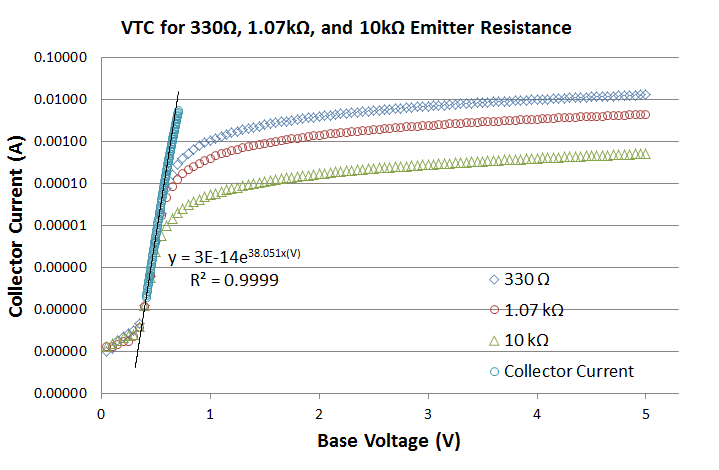 VTC for 330Ω, 1.07kΩ, and 10kΩ Emitter Resistance
0.10000
0.01000
0.00100
0.00010
0.00001
0.00000
0.00000
0.00000
0.00000
Collector Current (A)
y = 3E-14e^38.051x(V)
R² = 0.9999
330 Ω
1.07 kΩ
10 kΩ
Collector Current
0 1 2 3 4 5
Base Voltage (V)